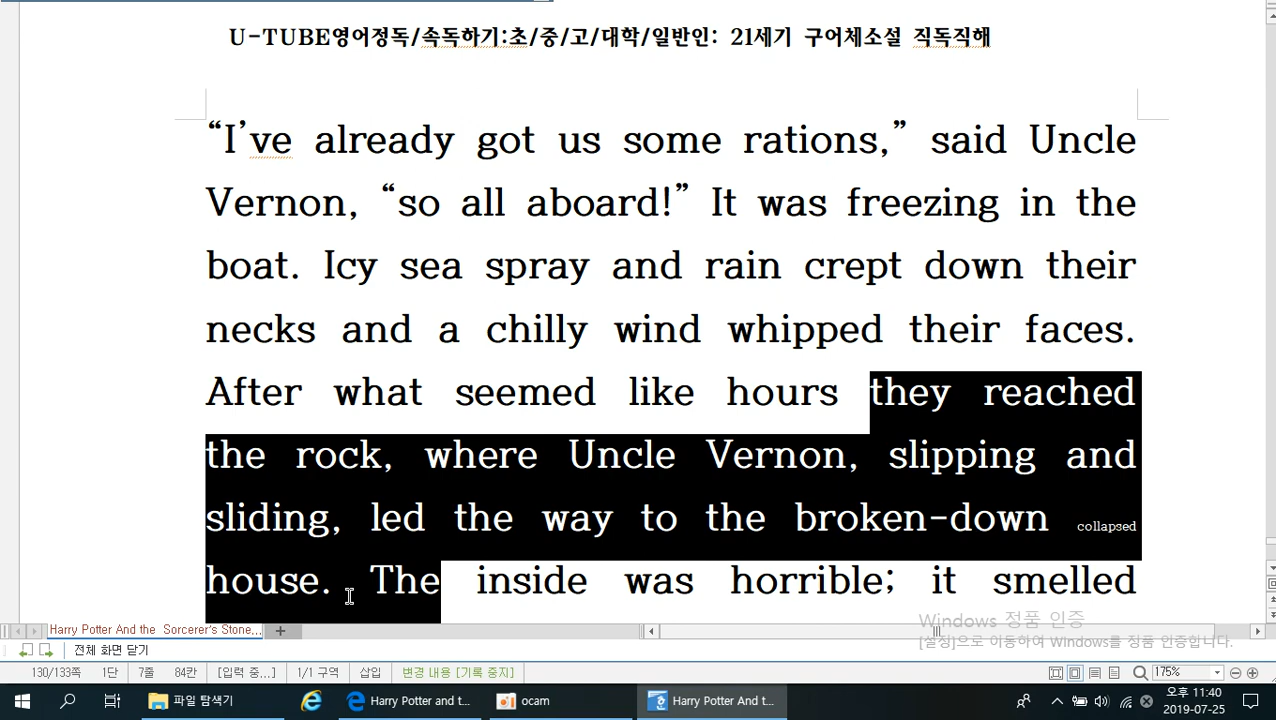 U-TUBE영어정독/속독하기:초/중/고/대학/일반인: 21세기 구어체소설 직독직해
“I’ve already got us some rations,” said Uncle
Vernon, “so all aboard!” It was freezing in the
boat. Icy sea spray and rain crept down their
necks and a chilly wind whipped their faces.
After what seemed like hours they reached
the rock, where Uncle Vernon, slipping and
sliding, led the way to the broken-down collapsed
house. The inside was horrible; it smelled
Windows 정품 인증
[설정]으로 이동하여 Windows를 정품 인증합니다.
Harry Potter And the Sorcerer's Stone...
전체 화면 닫기
130/133쪽 1단 7줄 84칸 [입력 중...] 1/1 구역 삽입 변경 내용 [기록 중지] 175%
파일 탐색기 Harry Potter and t... ocam Harry Potter And t... 오후 11:40
2019-07-25